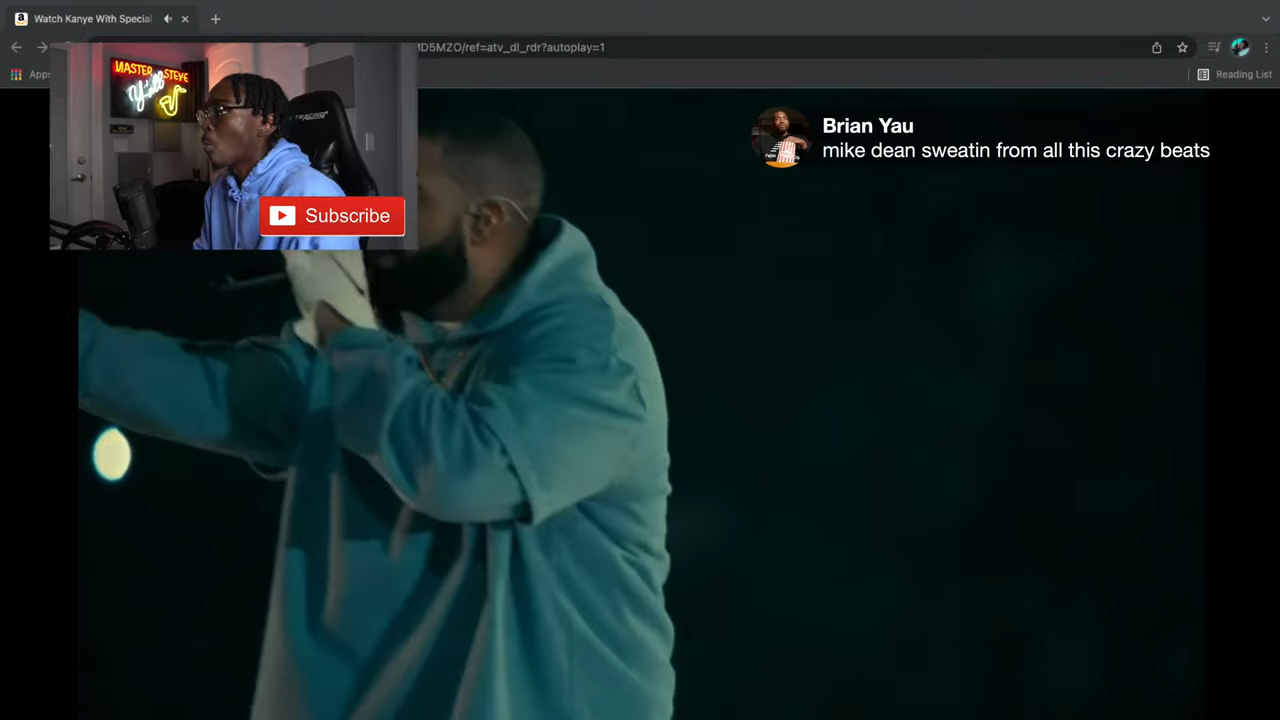 Watch Kanye With Special
MD5MZO/ref=atv_dl_rdr?autoplay=1
Apps
Reading List
MASTER STEVE
Y'all
Subscribe
Brian Yau
mike dean sweatin from all this crazy beats